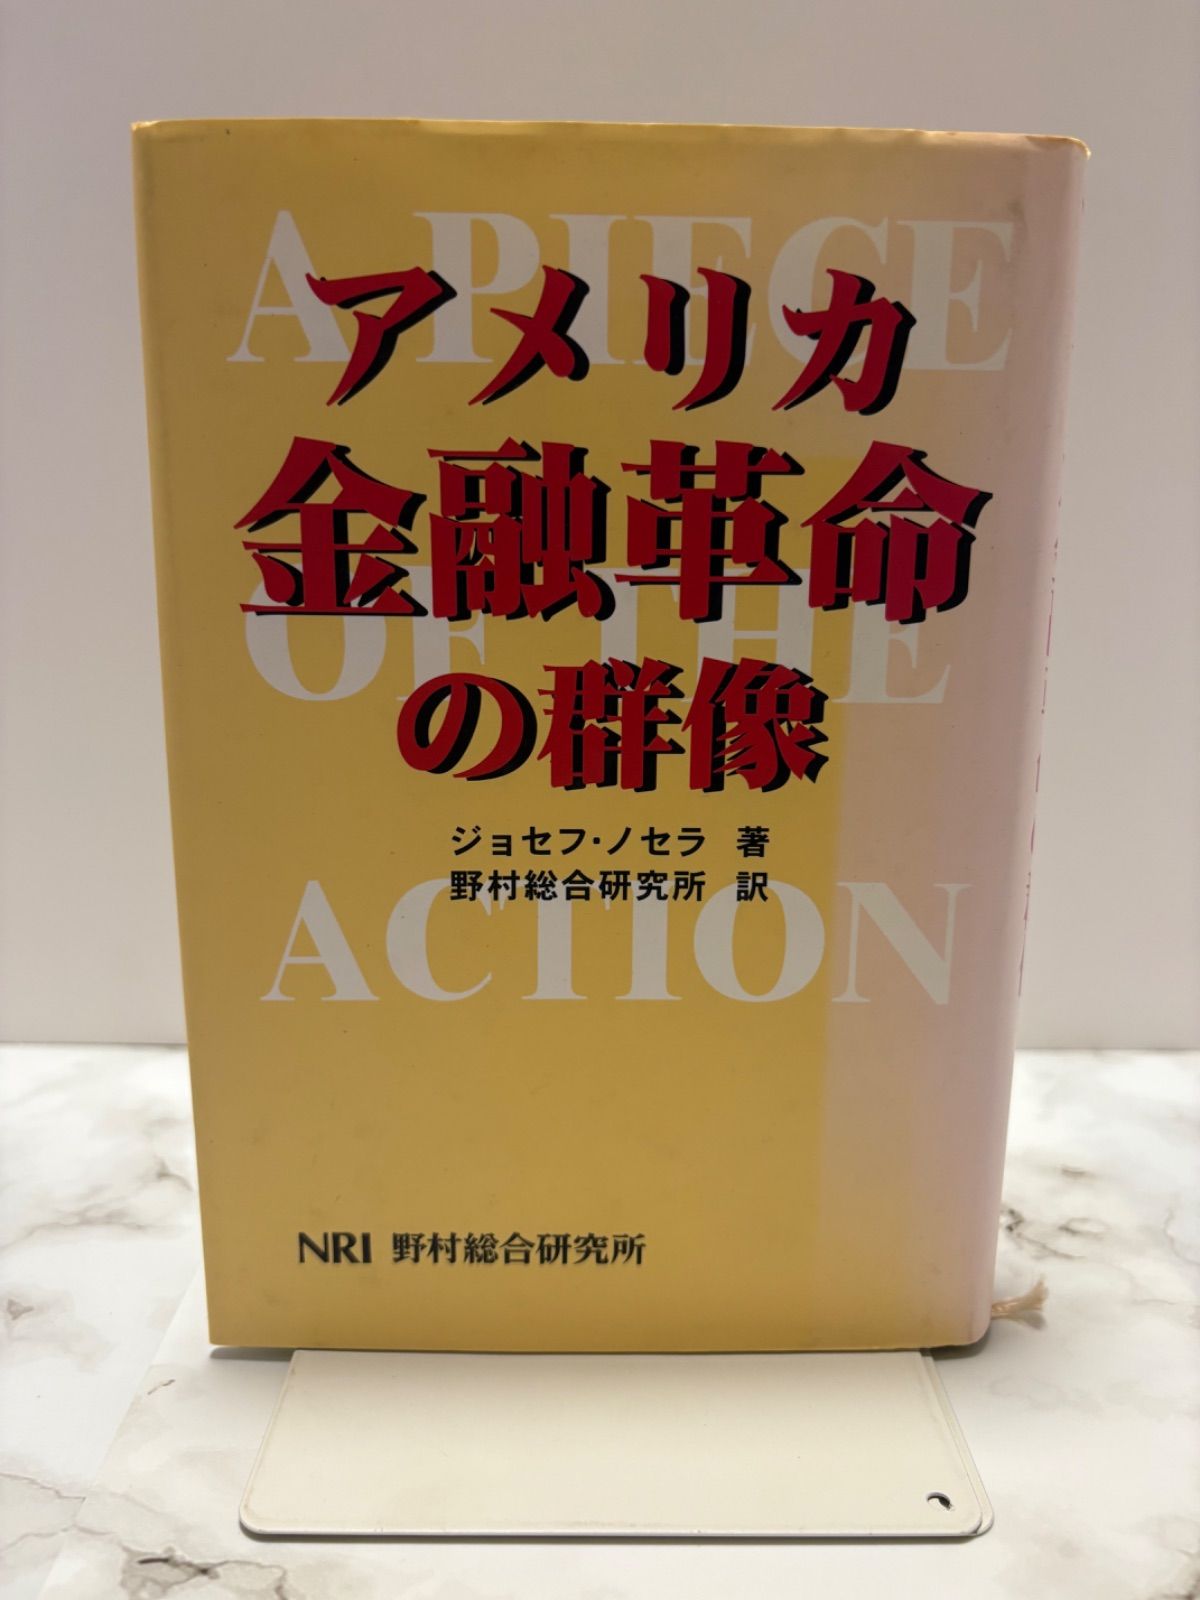 A PIECE
アメリカ
金融革命
OF THE
の群像
ジョセフ・ノセラ 著
野村総合研究所 訳
ACTION
NRI 野村総合研究所